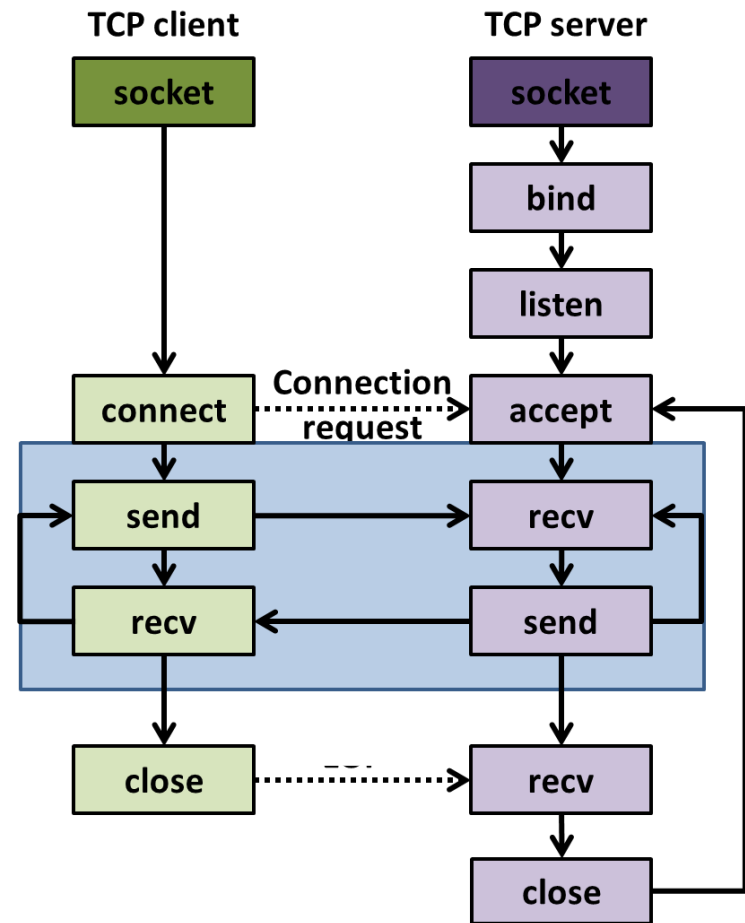 TCP client
TCP server
socket
socket
bind
listen
connect
Connection
request
accept
send
recv
recv
send
close
recv
close